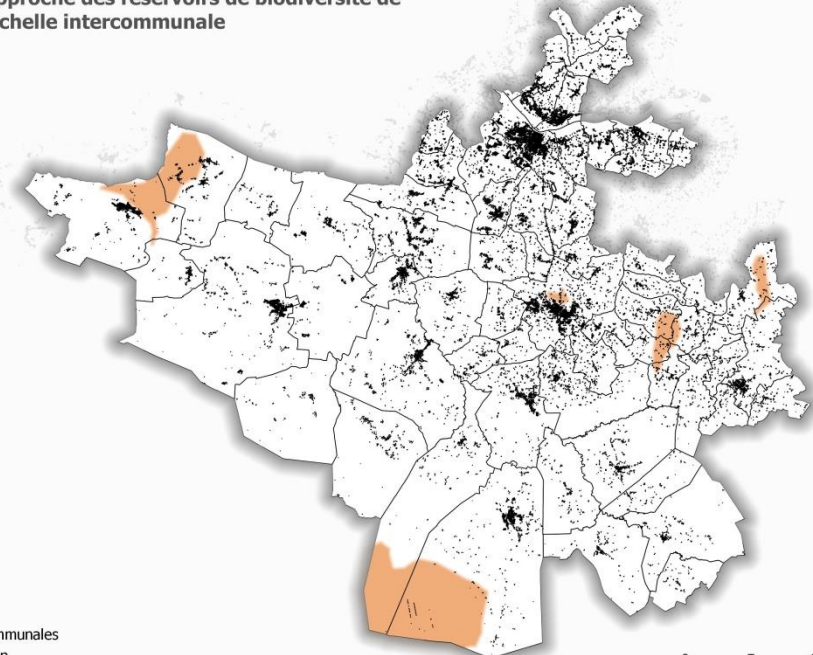 pproche des réservoirs de biodiversité de
chelle intercommunale
mmunales